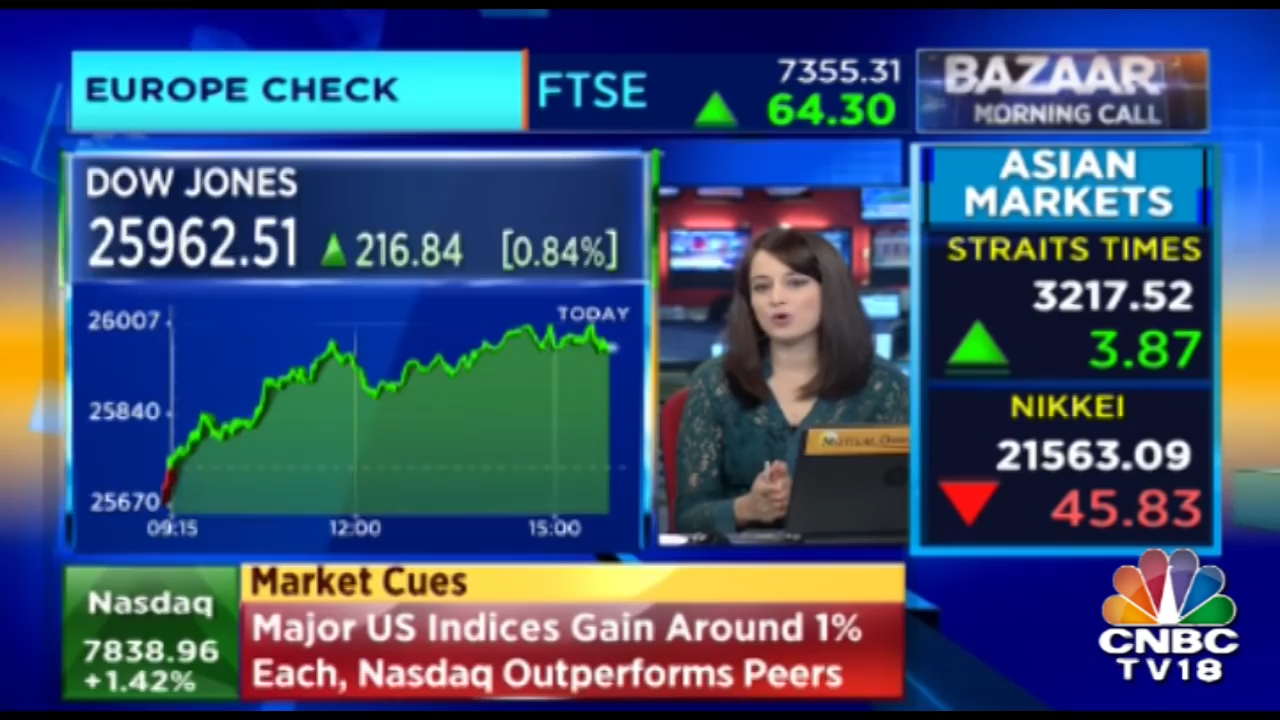 EUROPE CHECK
FTSE
7355.31
64.30
BAZAAR
MORNING CALL
DOW JONES
25962.51 216.84 [0.84%]
TODAY
26007
25840
25670
09:15 12:00 15:00
ASIAN
MARKETS
STRAITS TIMES
3217.52
3.87
NIKKEI
21563.09
45.83
Nasdaq
7838.96
+1.42%
Market Cues
Major US Indices Gain Around 1%
Each, Nasdaq Outperforms Peers
CNBC
TV18